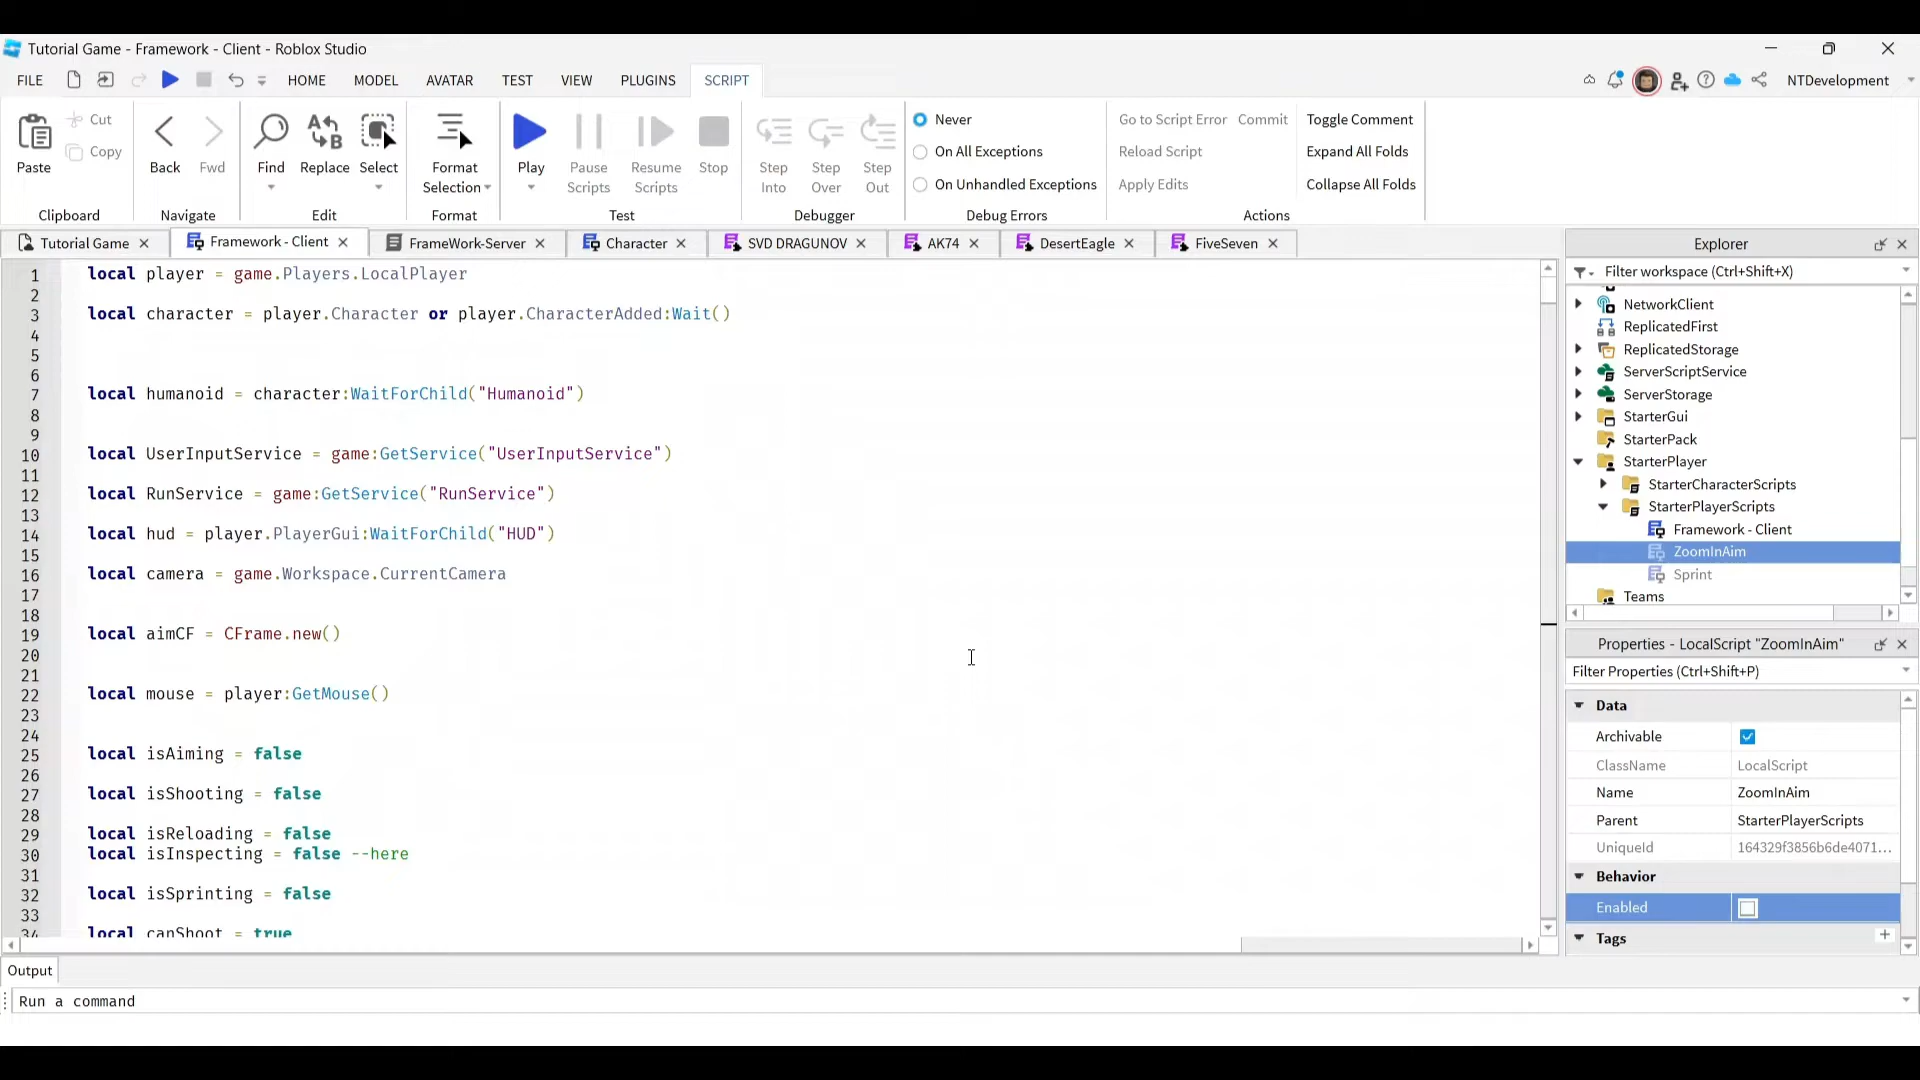 Tutorial Game - Framework - Client - Roblox Studio
FILE HOME MODEL AVATAR TEST VIEW PLUGINS SCRIPT NTDevelopment
Paste
Cut
Copy
Clipboard
Back
Fwd
Navigate
Find
Replace
Select
Edit
Format
Selection
Format
Play
Pause
Scripts
Resume
Scripts
Stop
Test
Step
Into
Step
Over
Step
Out
Debugger
Never
On All Exceptions
On Unhandled Exceptions
Debug Errors
Go to Script Error
Commit
Reload Script
Apply Edits
Toggle Comment
Expand All Folds
Collapse All Folds
Actions
Tutorial Game
Framework - Client
FrameWork-Server
Character
SVD DRAGUNOV
AK74
DesertEagle
FiveSeven
1 local player = game.Players.LocalPlayer
2
3 local character = player.Character or player.CharacterAdded:Wait()
4
5
6
7 local humanoid = character:WaitForChild("Humanoid")
8
9
10 local UserInputService = game:GetService("UserInputService")
11
12 local RunService = game:GetService("RunService")
13
14 local hud = player.PlayerGui:WaitForChild("HUD")
15
16 local camera = game.Workspace.CurrentCamera
17
18
19 local aimCF = CFrame.new()
20
21
22 local mouse = player:GetMouse()
23
24
25 local isAiming = false
26
27 local isShooting = false
28
29 local isReloading = false
30 local isInspecting = false --here
31
32 local isSprinting = false
33
34 local canShoot = true
Explorer
Filter workspace (Ctrl+Shift+X)
NetworkClient
ReplicatedFirst
ReplicatedStorage
ServerScriptService
ServerStorage
StarterGui
StarterPack
StarterPlayer
StarterCharacterScripts
StarterPlayerScripts
Framework - Client
ZoomInAim
Sprint
Teams
Properties - LocalScript "ZoomInAim"
Filter Properties (Ctrl+Shift+P)
Data
Archivable
ClassName LocalScript
Name ZoomInAim
Parent StarterPlayerScripts
UniqueId 164329f3856b6de4071...
Behavior
Enabled
Tags
Output
Run a command